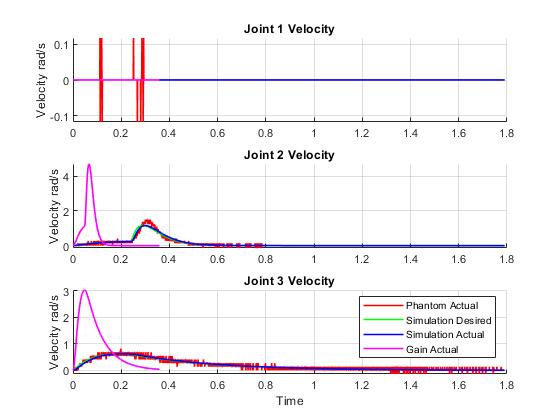 Joint 1 Velocity
Velocity rad/s
0.1
0
-0.1
0 0.2 0.4 0.6 0.8 1 1.2 1.4 1.6 1.8
Joint 2 Velocity
Velocity rad/s
4
2
0
0 0.2 0.4 0.6 0.8 1 1.2 1.4 1.6 1.8
Joint 3 Velocity
Velocity rad/s
3
2
1
0
Phantom Actual
Simulation Desired
Simulation Actual
Gain Actual
0 0.2 0.4 0.6 0.8 1 1.2 1.4 1.6 1.8
Time